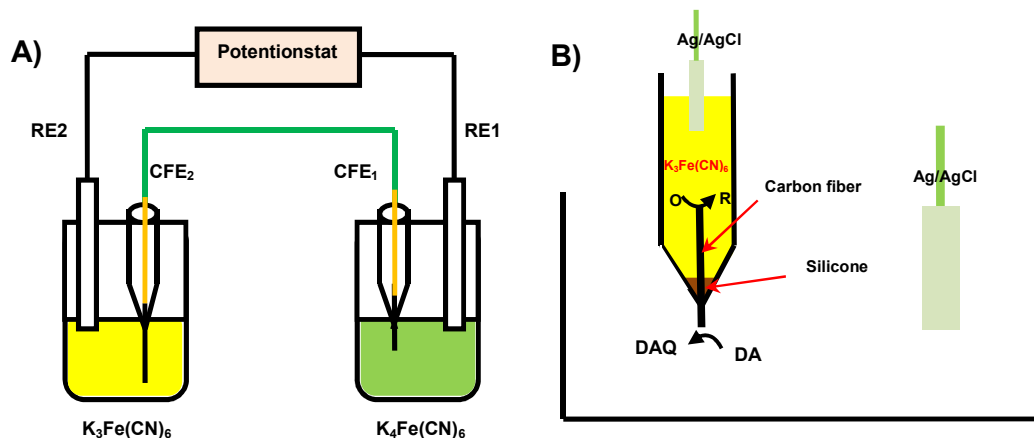 A)
Potentionstat
RE2
RE1
CFE₂
CFE₁
K₃Fe(CN)₆
K₄Fe(CN)₆
B)
Ag/AgCl
K₃Fe(CN)₆
Carbon fiber
O
R
Ag/AgCl
Silicone
DAQ
DA